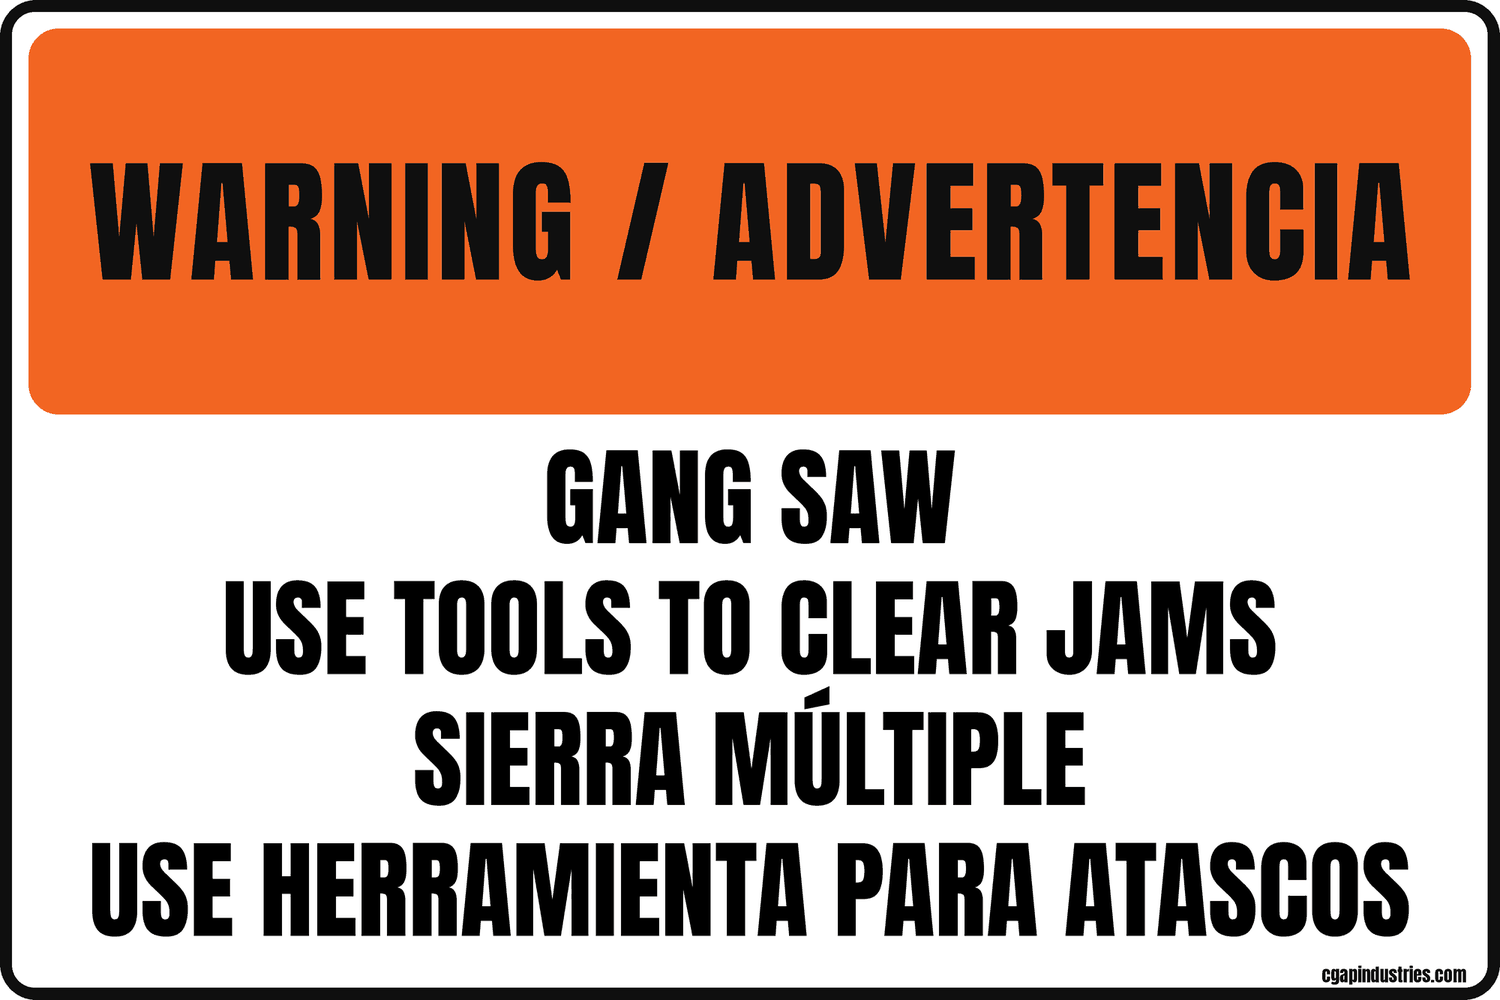 WARNING / ADVERTENCIA
GANG SAW
USE TOOLS TO CLEAR JAMS
SIERRA MÚLTIPLE
USE HERRAMIENTA PARA ATASCOS
cgapindustries.com